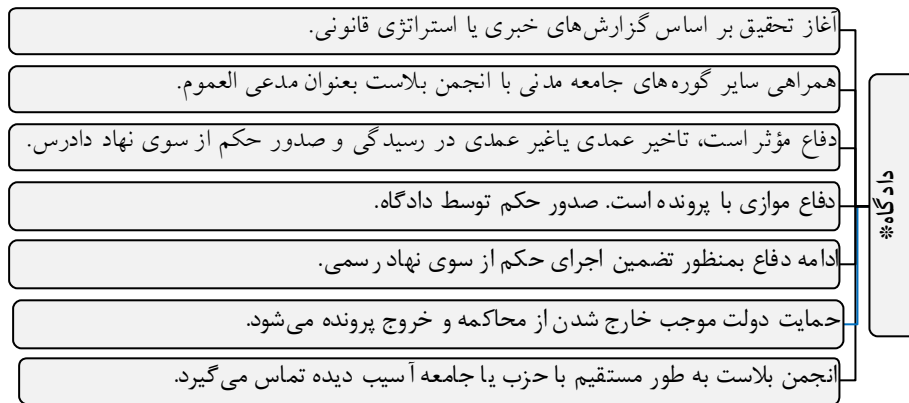 دادگاه*
آغاز تحقیق بر اساس گزارش‌های خبری یا استراتژی قانونی.
همراهی سایر گوره‌های جامعه مدنی با انجمن بلاست بعنوان مدعی العموم.
دفاع مؤثر است، تاخیر عمدی یاغیر عمدی در رسیدگی و صدور حکم از سوی نهاد دادرس.
دفاع موازی با پرونده است. صدور حکم توسط دادگاه.
ادامه دفاع بمنظور تضمین اجرای حکم از سوی نهاد رسمی.
حمایت دولت موجب خارج شدن از محاکمه و خروج پرونده می‌شود.
انجمن بلاست به طور مستقیم با حزب یا جامعه آسیب دیده تماس می‌گیرد.